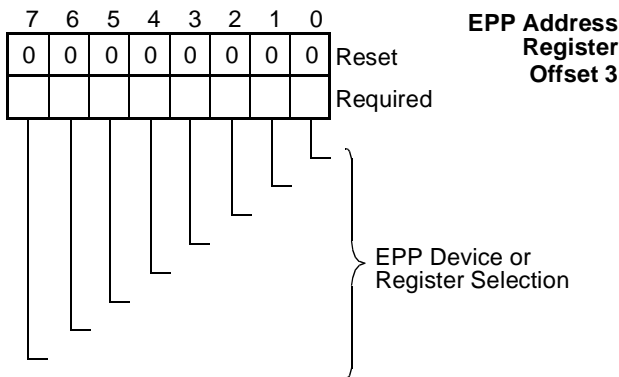 7 6 5 4 3 2 1 0
EPP Address
Register
Offset 3
0 0 0 0 0 0 0 0 Reset
Required
EPP Device or
Register Selection